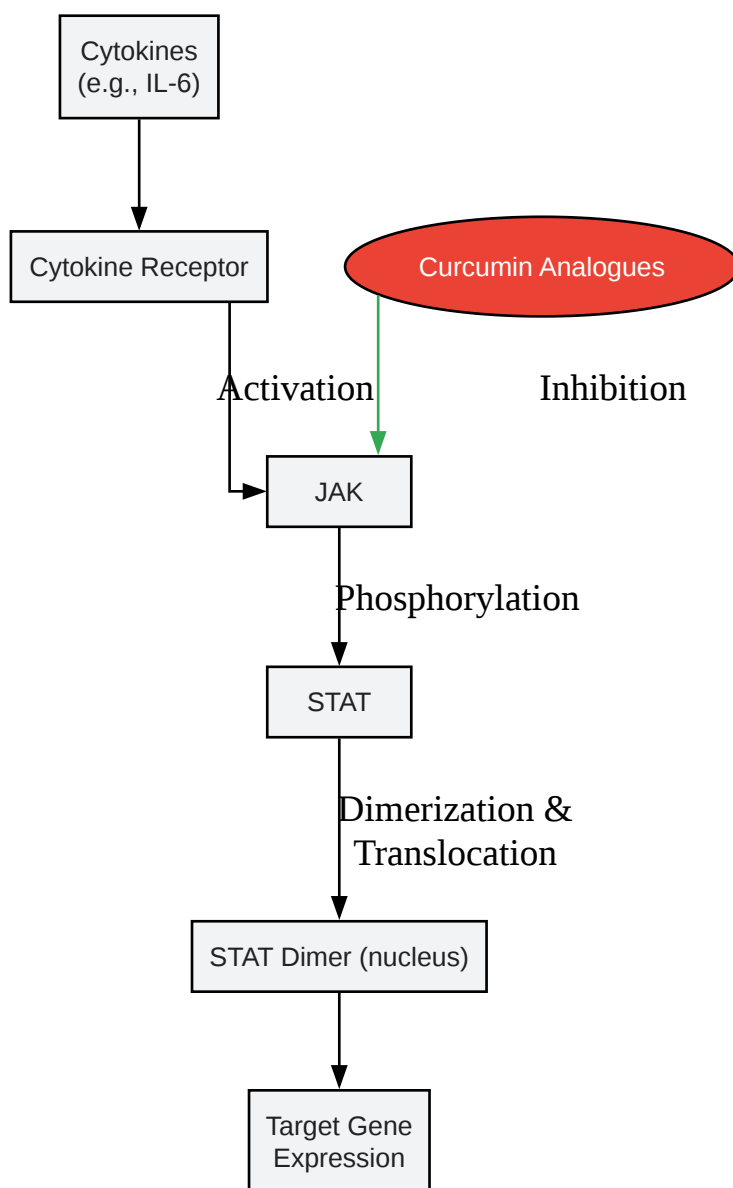 Cytokines
(e.g., IL-6)
Cytokine Receptor
Curcumin Analogues
Activation
Inhibition
JAK
Phosphorylation
STAT
Dimerization &
Translocation
STAT Dimer (nucleus)
Target Gene
Expression